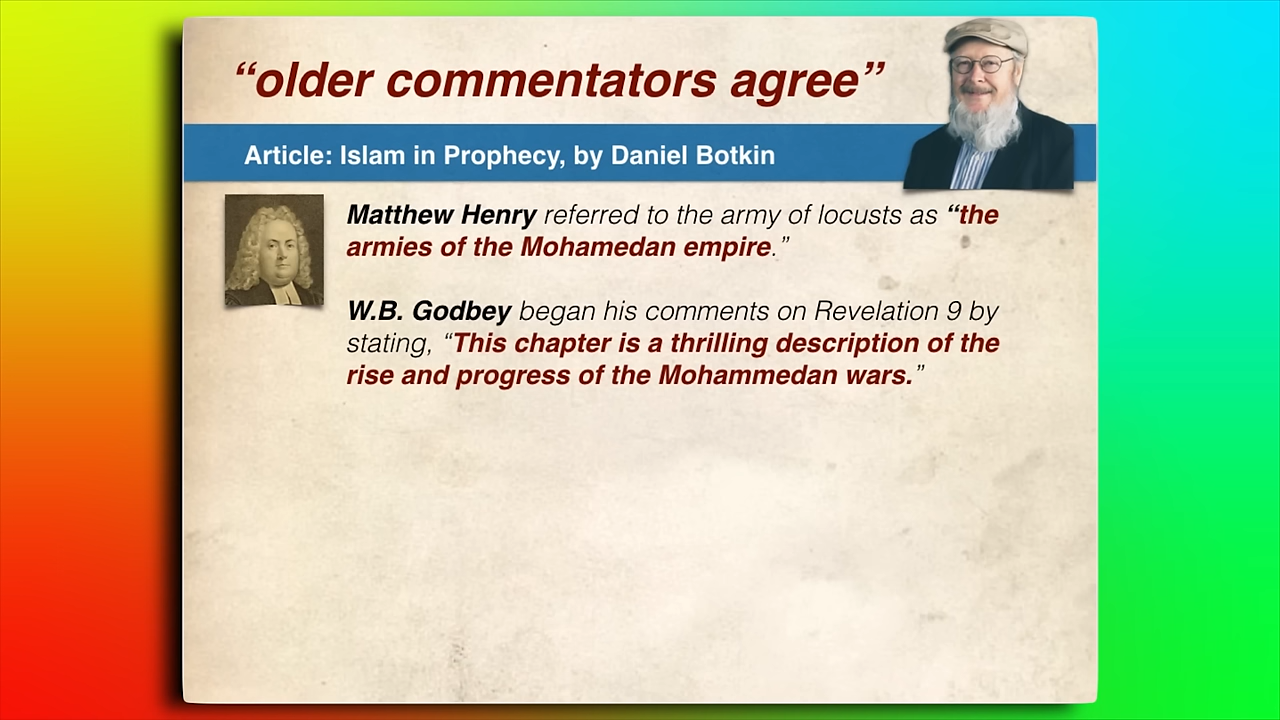 “older commentators agree”
Article: Islam in Prophecy, by Daniel Botkin
Matthew Henry referred to the army of locusts as “the
armies of the Mohamedan empire.”
W.B. Godbey began his comments on Revelation 9 by
stating, “This chapter is a thrilling description of the
rise and progress of the Mohammedan wars.”